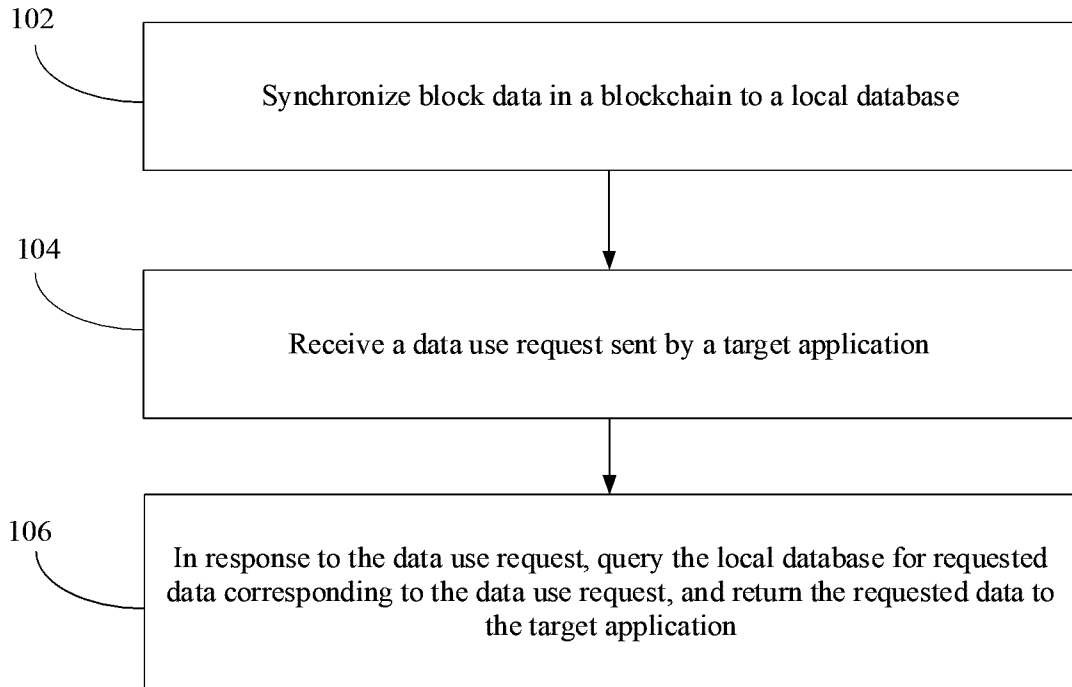 102
Synchronize block data in a blockchain to a local database
104
Receive a data use request sent by a target application
106
In response to the data use request, query the local database for requested
data corresponding to the data use request, and return the requested data to
the target application